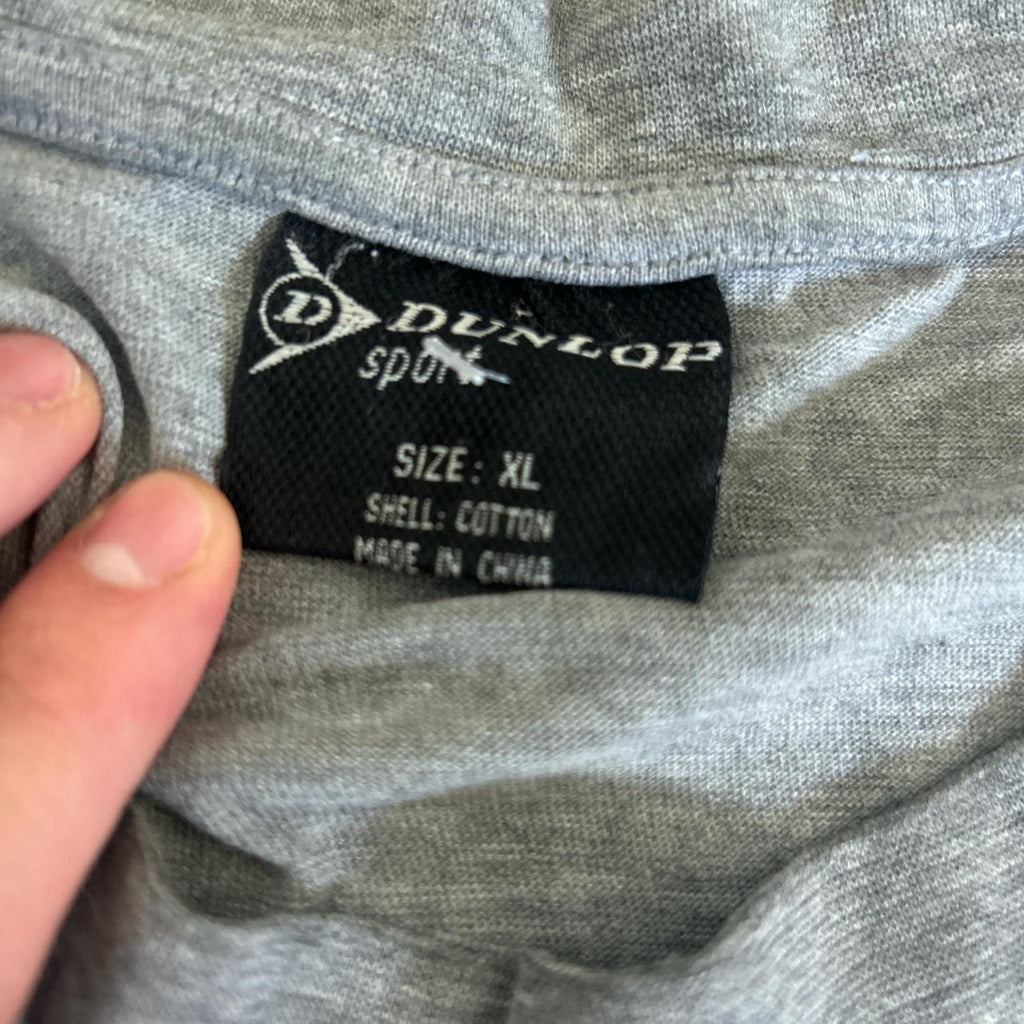 D DUNLOP
sport
SIZE: XL
SHELL: COTTON
MADE IN CHINA